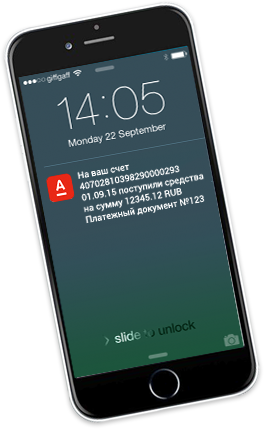 giffgaff
14:05
Monday 22 September
А
На ваш счет
40702810398290000293
01.09.15 поступили средства
на сумму 12345.12 RUB
Платежный документ №123
slide to unlock